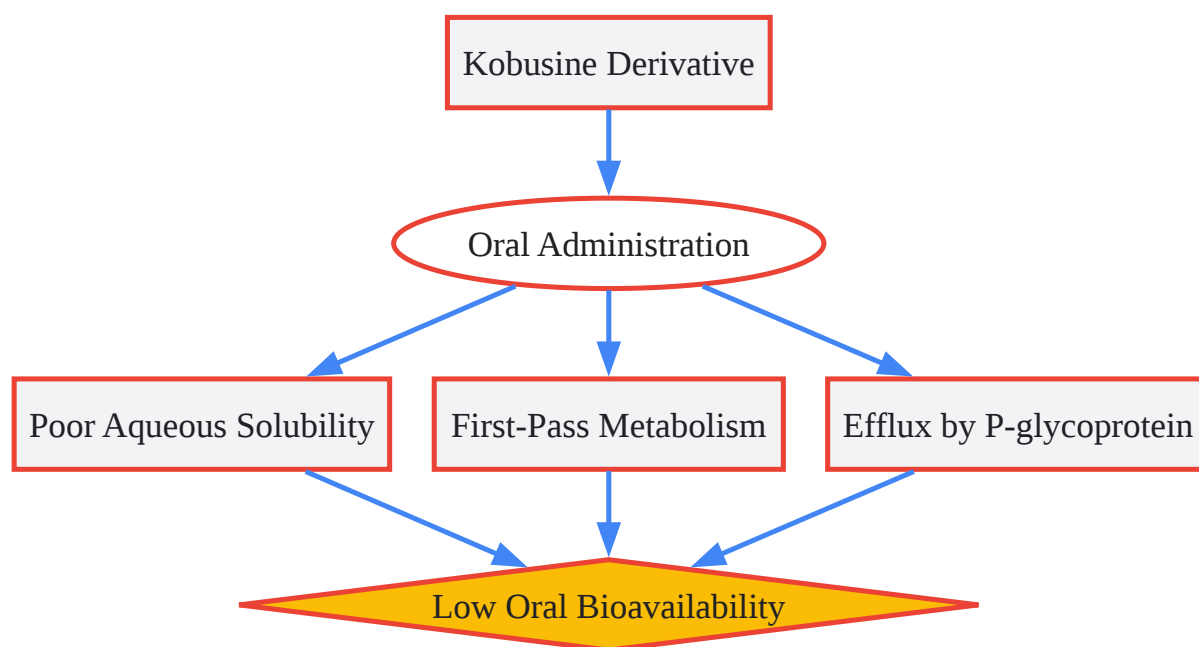 Kobusine Derivative
Oral Administration
Poor Aqueous Solubility
First-Pass Metabolism
Efflux by P-glycoprotein
Low Oral Bioavailability